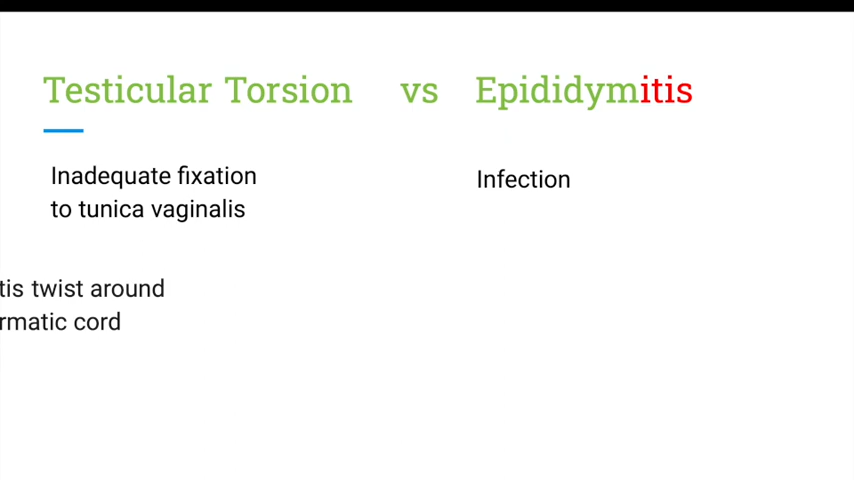 Testicular Torsion vs Epididymitis
Inadequate fixation
to tunica vaginalis
Infection
tis twist around
rmatic cord